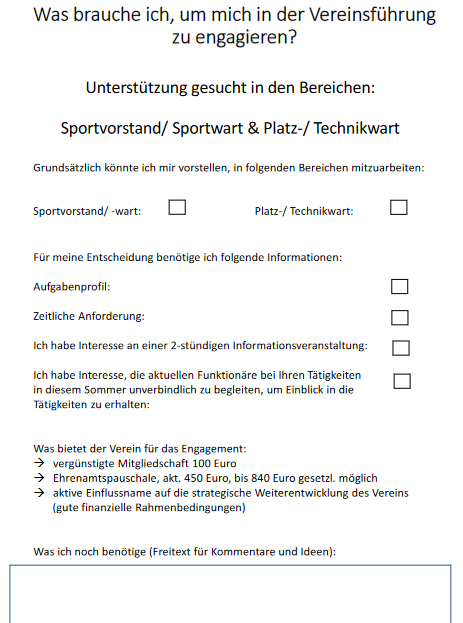 Was brauche ich, um mich in der Vereinsführung
zu engagieren?
Unterstützung gesucht in den Bereichen:
Sportvorstand/ Sportwart & Platz-/ Technikwart
Grundsätzlich könnte ich mir vorstellen, in folgenden Bereichen mitzuarbeiten:
Sportvorstand/ -wart: Platz-/ Technikwart:
Für meine Entscheidung benötige ich folgende Informationen:
Aufgabenprofil:
Zeitliche Anforderung:
Ich habe Interesse an einer 2-stündigen Informationsveranstaltung:
Ich habe Interesse, die aktuellen Funktionäre bei Ihren Tätigkeiten
in diesem Sommer unverbindlich zu begleiten, um Einblick in die
Tätigkeiten zu erhalten:
Was bietet der Verein für das Engagement:
→ vergünstigte Mitgliedschaft 100 Euro
→ Ehrenamtspauschale, akt. 450 Euro, bis 840 Euro gesetzl. möglich
→ aktive Einflussname auf die strategische Weiterentwicklung des Vereins
(gute finanzielle Rahmenbedingungen)
Was ich noch benötige (Freitext für Kommentare und Ideen):